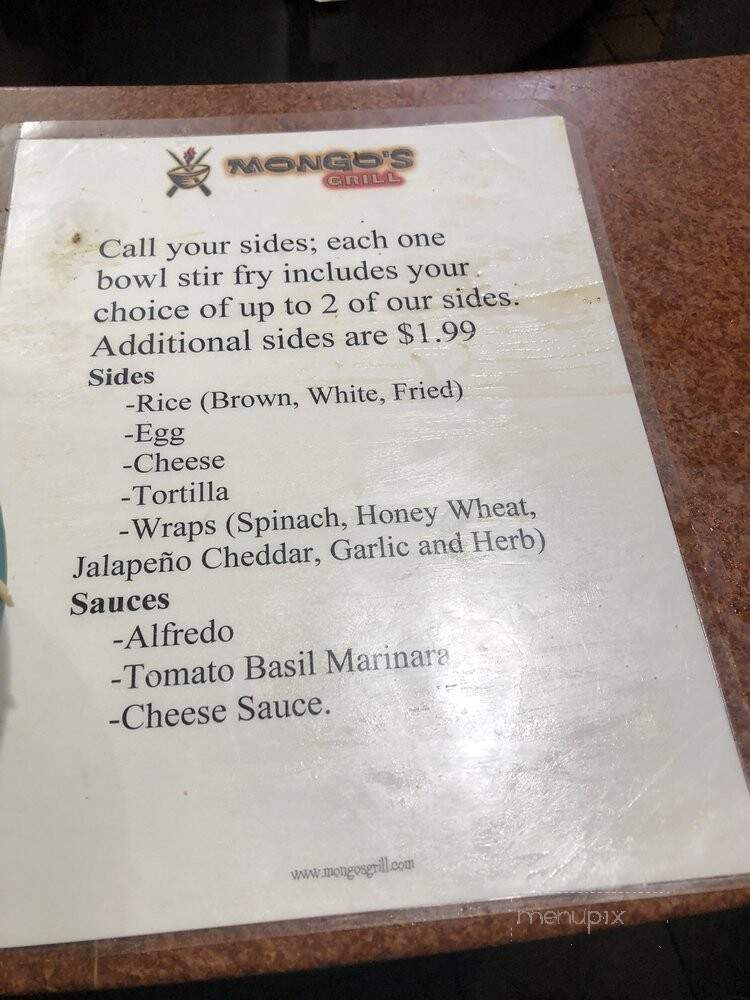 MONGO'S
GRILL
Call your sides; each one
bowl stir fry includes your
choice of up to 2 of our sides.
Additional sides are $1.99
Sides
-Rice (Brown, White, Fried)
-Egg
-Cheese
-Tortilla
-Wraps (Spinach, Honey Wheat,
Jalapeño Cheddar, Garlic and Herb)
Sauces
-Alfredo
-Tomato Basil Marinara
-Cheese Sauce.
www.mongosgrill.com
menupix